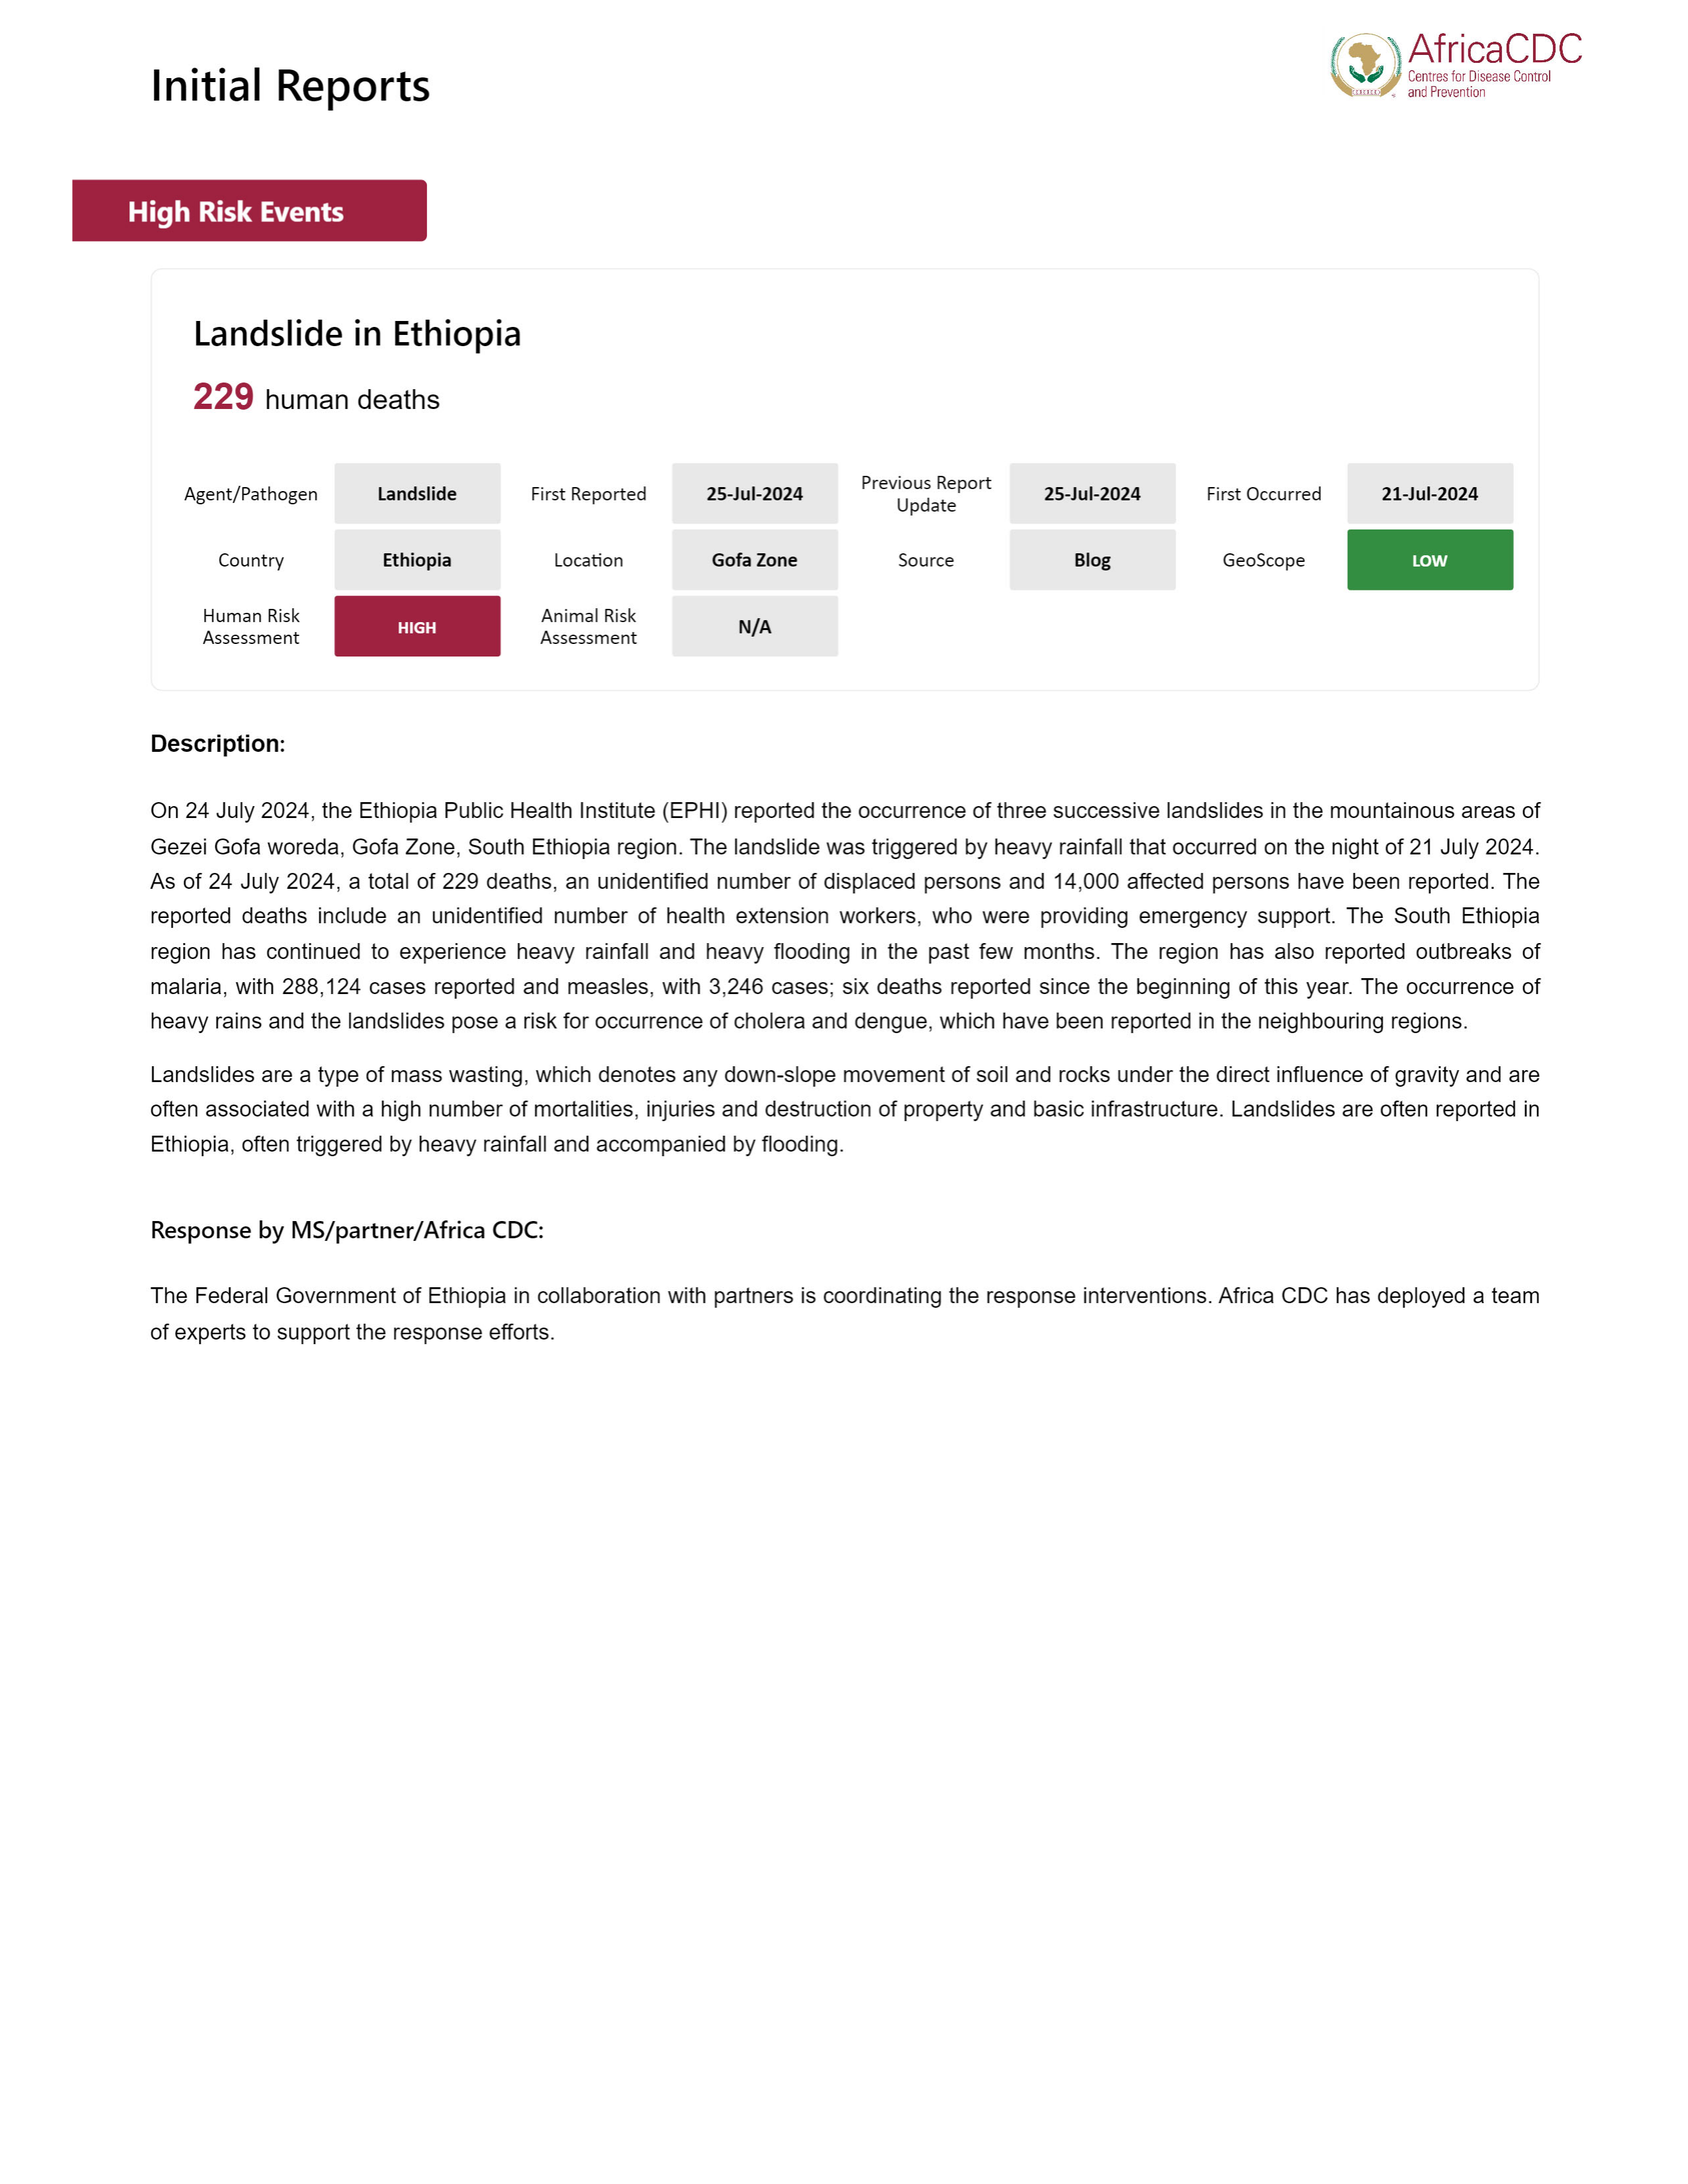 Initial Reports
AfricaCDC
Centres for Disease Control
and Prevention
High Risk Events
Landslide in Ethiopia
229 human deaths
Agent/Pathogen Landslide First Reported 25-Jul-2024 Previous Report Update 25-Jul-2024 First Occurred 21-Jul-2024
Country Ethiopia Location Gofa Zone Source Blog GeoScope LOW
Human Risk Assessment HIGH Animal Risk Assessment N/A
Description:
On 24 July 2024, the Ethiopia Public Health Institute (EPHI) reported the occurrence of three successive landslides in the mountainous areas of
Gezei Gofa woreda, Gofa Zone, South Ethiopia region. The landslide was triggered by heavy rainfall that occurred on the night of 21 July 2024.
As of 24 July 2024, a total of 229 deaths, an unidentified number of displaced persons and 14,000 affected persons have been reported. The
reported deaths include an unidentified number of health extension workers, who were providing emergency support. The South Ethiopia
region has continued to experience heavy rainfall and heavy flooding in the past few months. The region has also reported outbreaks of
malaria, with 288,124 cases reported and measles, with 3,246 cases; six deaths reported since the beginning of this year. The occurrence of
heavy rains and the landslides pose a risk for occurrence of cholera and dengue, which have been reported in the neighbouring regions.
Landslides are a type of mass wasting, which denotes any down-slope movement of soil and rocks under the direct influence of gravity and are
often associated with a high number of mortalities, injuries and destruction of property and basic infrastructure. Landslides are often reported in
Ethiopia, often triggered by heavy rainfall and accompanied by flooding.
Response by MS/partner/Africa CDC:
The Federal Government of Ethiopia in collaboration with partners is coordinating the response interventions. Africa CDC has deployed a team
of experts to support the response efforts.